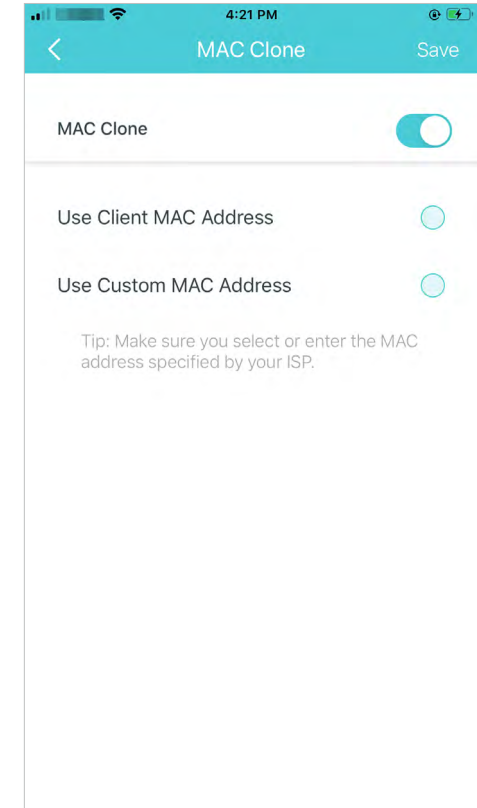 4:21 PM
MAC Clone
Save
MAC Clone
Use Client MAC Address
Use Custom MAC Address
Tip: Make sure you select or enter the MAC
address specified by your ISP.